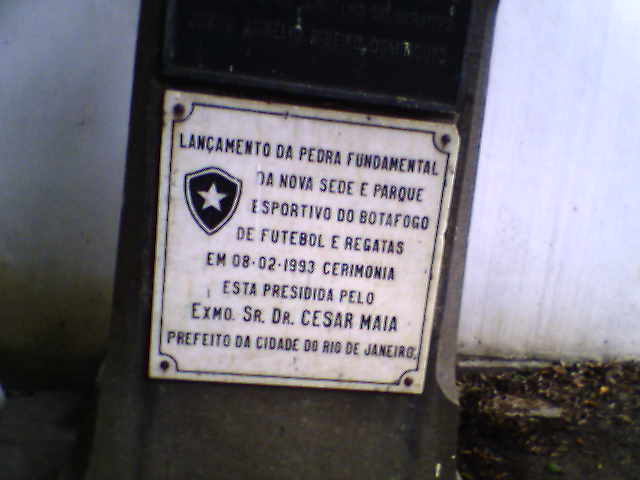 LANÇAMENTO DA PEDRA FUNDAMENTAL
DA NOVA SEDE E PARQUE
ESPORTIVO DO BOTAFOGO
DE FUTEBOL E REGATAS
EM 08·02·1993 CERIMONIA
ESTA PRESIDIDA PELO
EXMO. SR. DR. CESAR MAIA
PREFEITO DA CIDADE DO RIO DE JANEIRO,